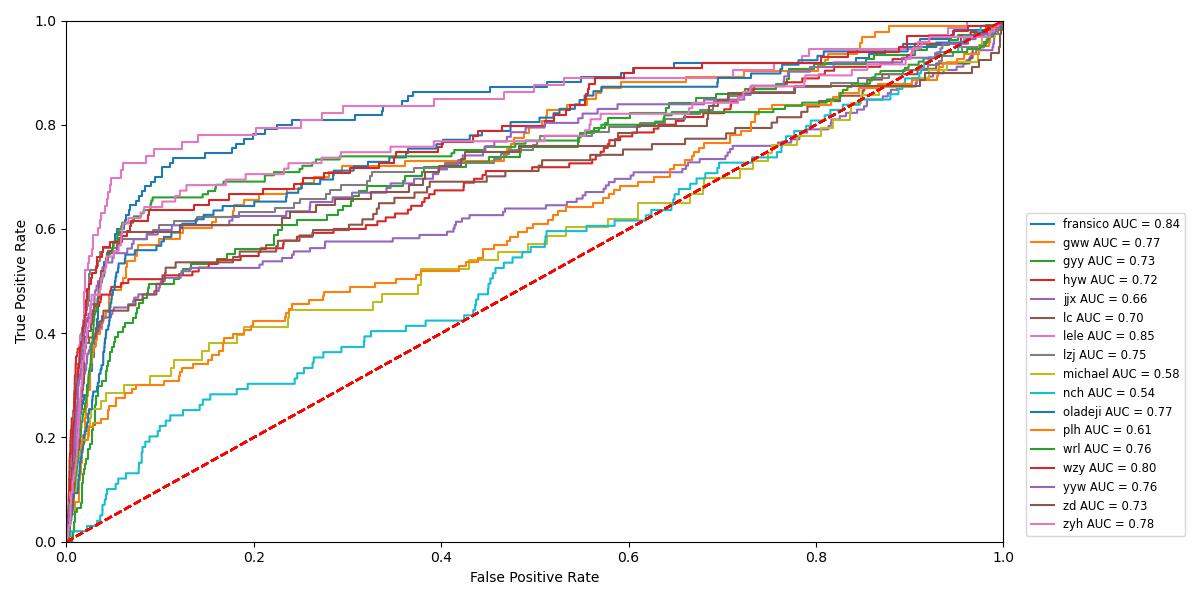 1.0
0.8
0.6
0.4
0.2
0.0
True Positive Rate
0.0 0.2 0.4 0.6 0.8 1.0
False Positive Rate
fransico AUC = 0.84
gww AUC = 0.77
gyy AUC = 0.73
hyw AUC = 0.72
jjx AUC = 0.66
lc AUC = 0.70
lele AUC = 0.85
lzj AUC = 0.75
michael AUC = 0.58
nch AUC = 0.54
oladeji AUC = 0.77
plh AUC = 0.61
wrl AUC = 0.76
wzy AUC = 0.80
yyw AUC = 0.76
zd AUC = 0.73
zyh AUC = 0.78